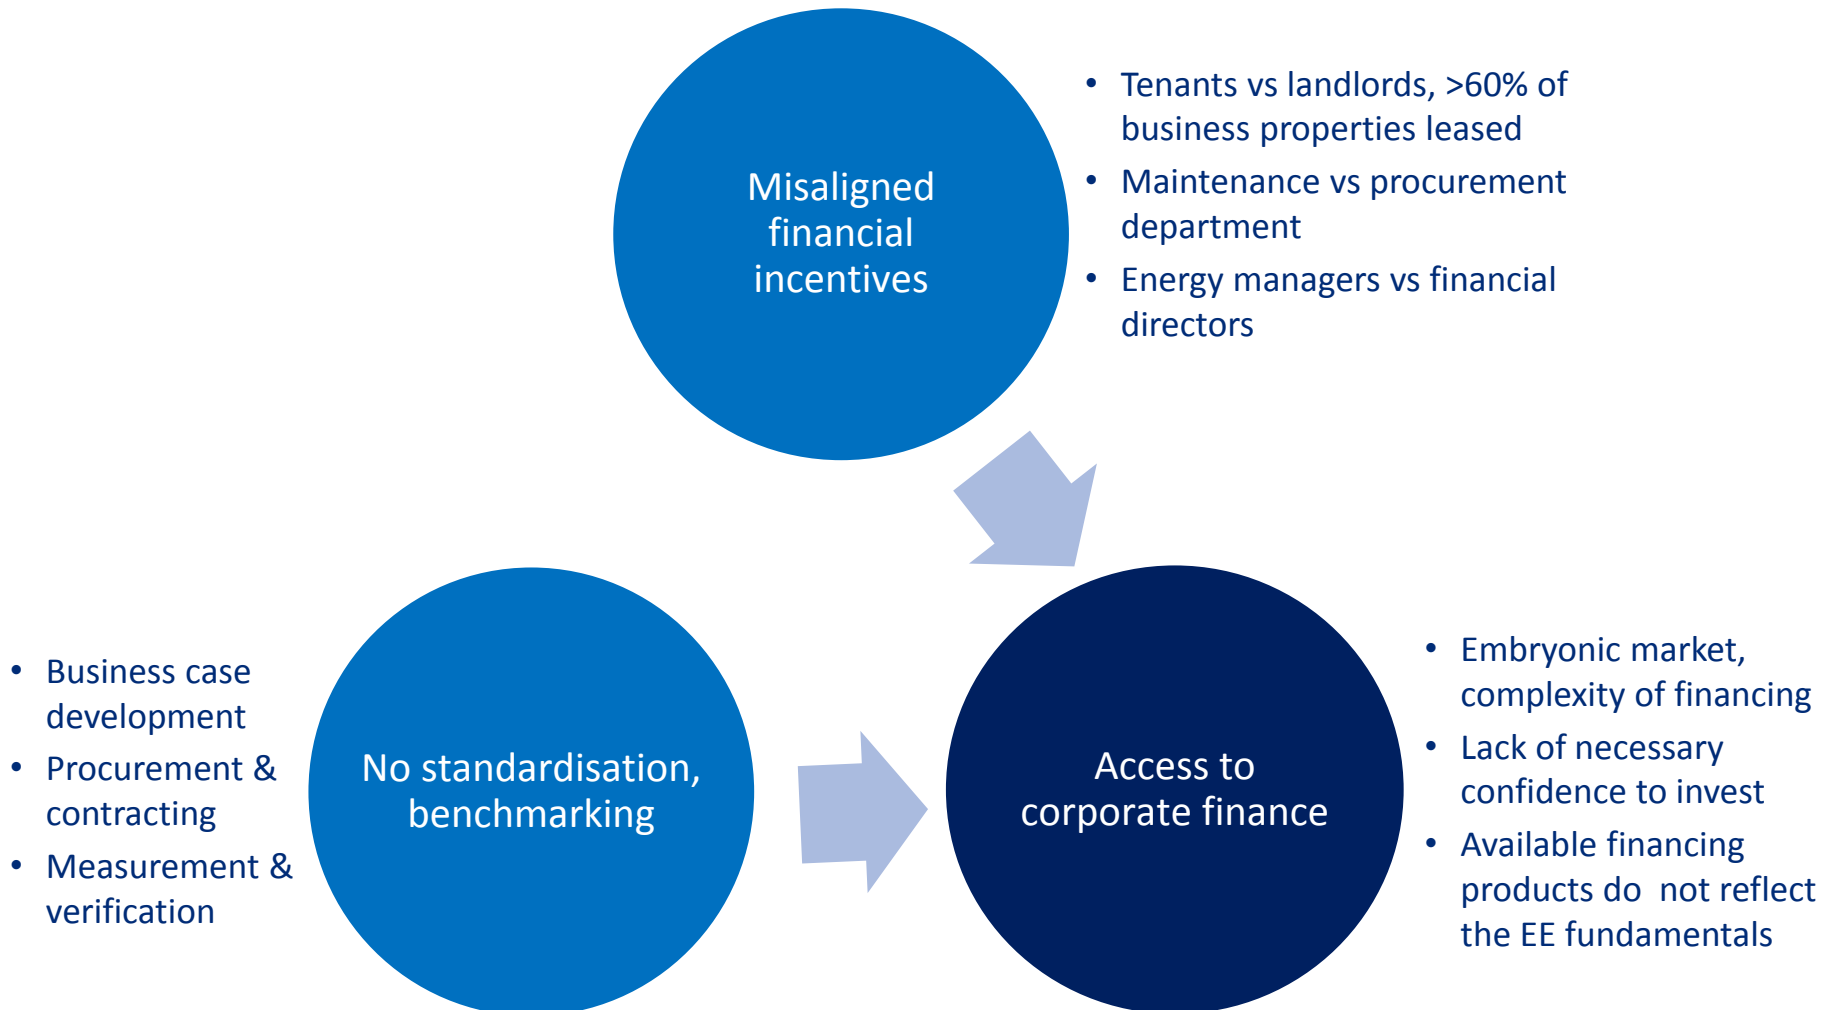 Misaligned
financial
incentives
• Tenants vs landlords, >60% of
business properties leased
• Maintenance vs procurement
department
• Energy managers vs financial
directors
• Business case
development
• Procurement &
contracting
• Measurement &
verification
No standardisation,
benchmarking
Access to
corporate finance
• Embryonic market,
complexity of financing
• Lack of necessary
confidence to invest
• Available financing
products do  not reflect
the EE fundamentals